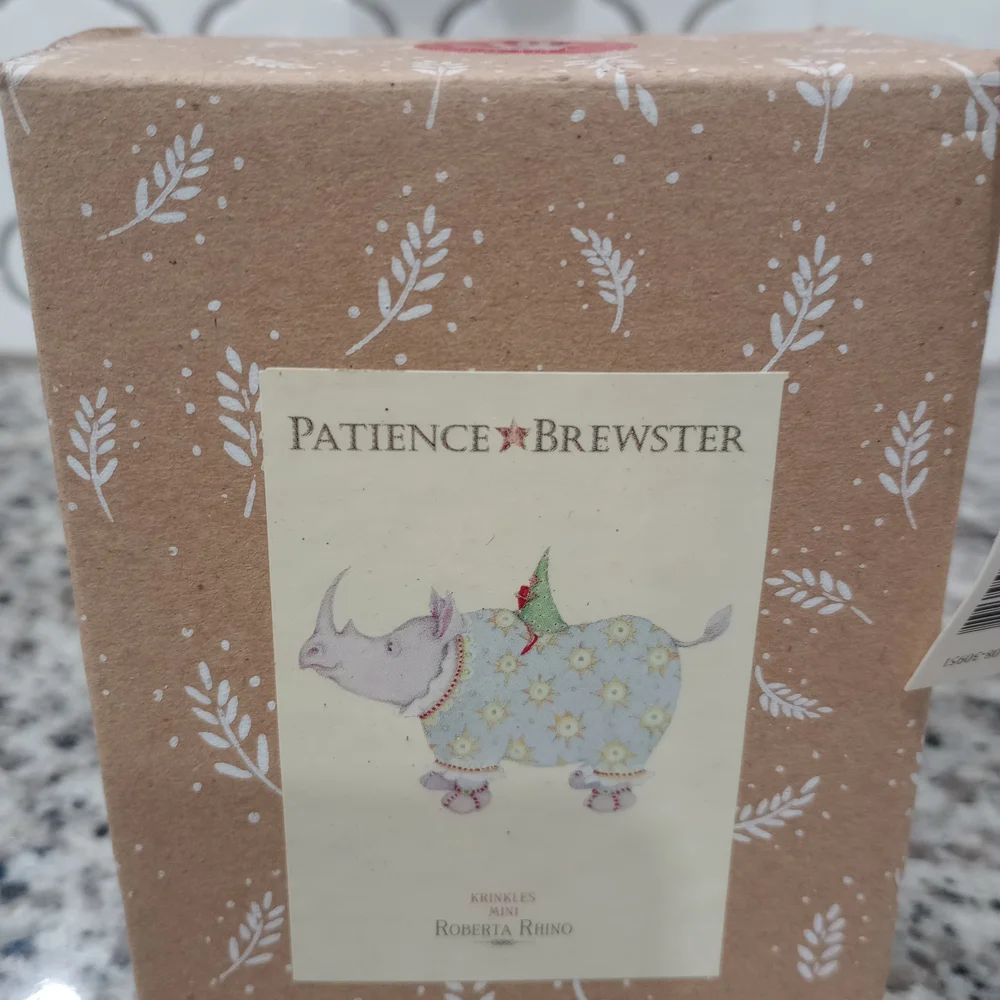 PATIENCE★BREWSTER
KRINKLES
MINI
ROBERTA RHINO